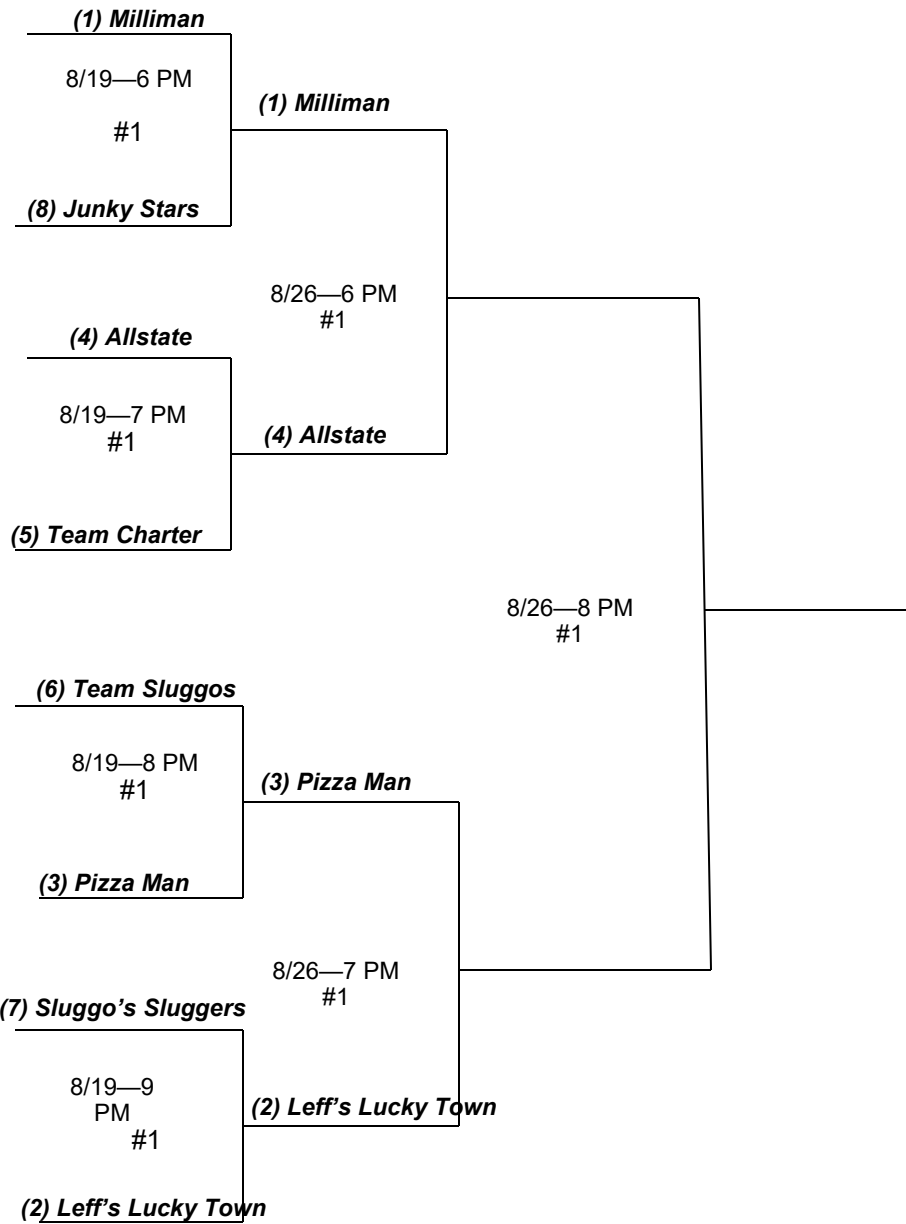 (1) Milliman
8/19—6 PM
#1
(1) Milliman
(8) Junky Stars
8/26—6 PM
#1
(4) Allstate
8/19—7 PM
#1
(4) Allstate
(5) Team Charter
8/26—8 PM
#1
(6) Team Sluggos
8/19—8 PM
#1
(3) Pizza Man
(3) Pizza Man
8/26—7 PM
#1
(7) Sluggo’s Sluggers
8/19—9
PM
#1
(2) Leff’s Lucky Town
(2) Leff’s Lucky Town